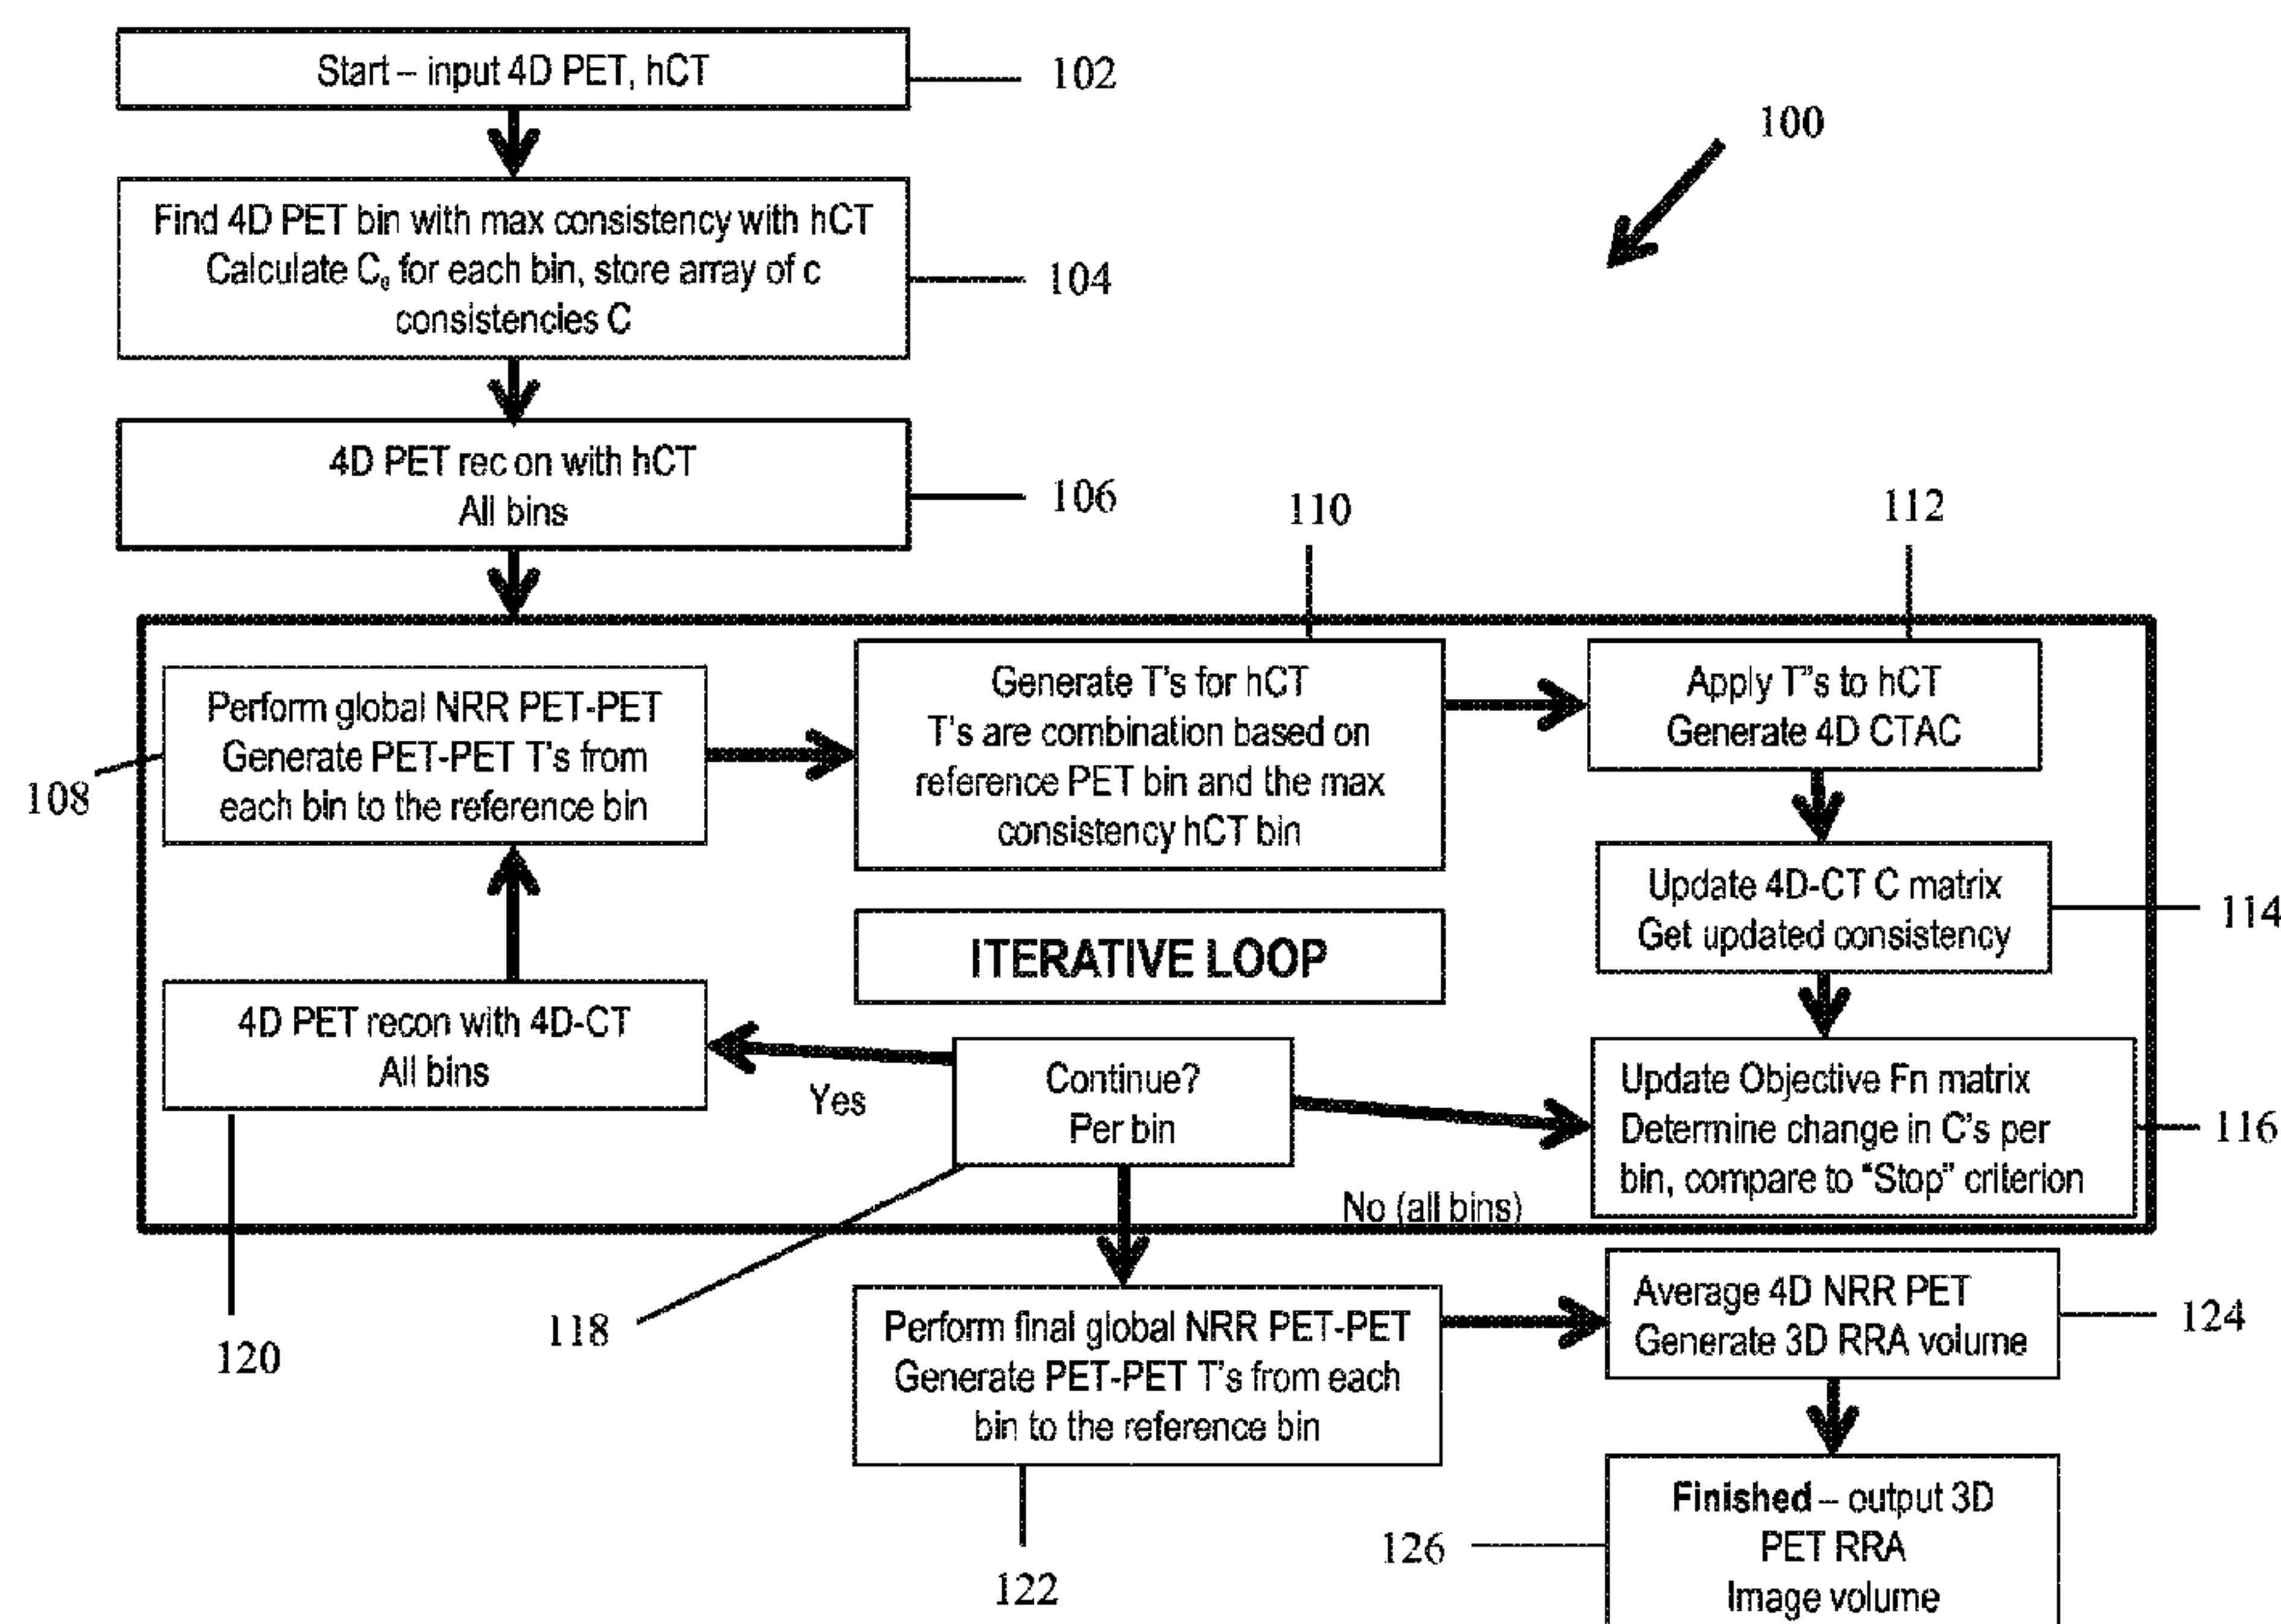 Start – input 4D PET, hCT
102
100
Find 4D PET bin with max consistency with hCT
Calculate C₀ for each bin, store array of c
consistencies C
104
4D PET rec on with hCT
All bins
106
110
112
Perform global NRR PET-PET
Generate PET-PET T's from
each bin to the reference bin
108
Generate T's for hCT
T's are combination based on
reference PET bin and the max
consistency hCT bin
Apply T"s to hCT
Generate 4D CTAC
Update 4D-CT C matrix
Get updated consistency
114
ITERATIVE LOOP
4D PET recon with 4D-CT
All bins
Yes
Continue?
Per bin
Update Objective Fn matrix
Determine change in C's per
bin, compare to "Stop" criterion
116
No (all bins)
120
118
Perform final global NRR PET-PET
Generate PET-PET T's from each
bin to the reference bin
122
Average 4D NRR PET
Generate 3D RRA volume
124
Finished – output 3D
PET RRA
Image volume
126